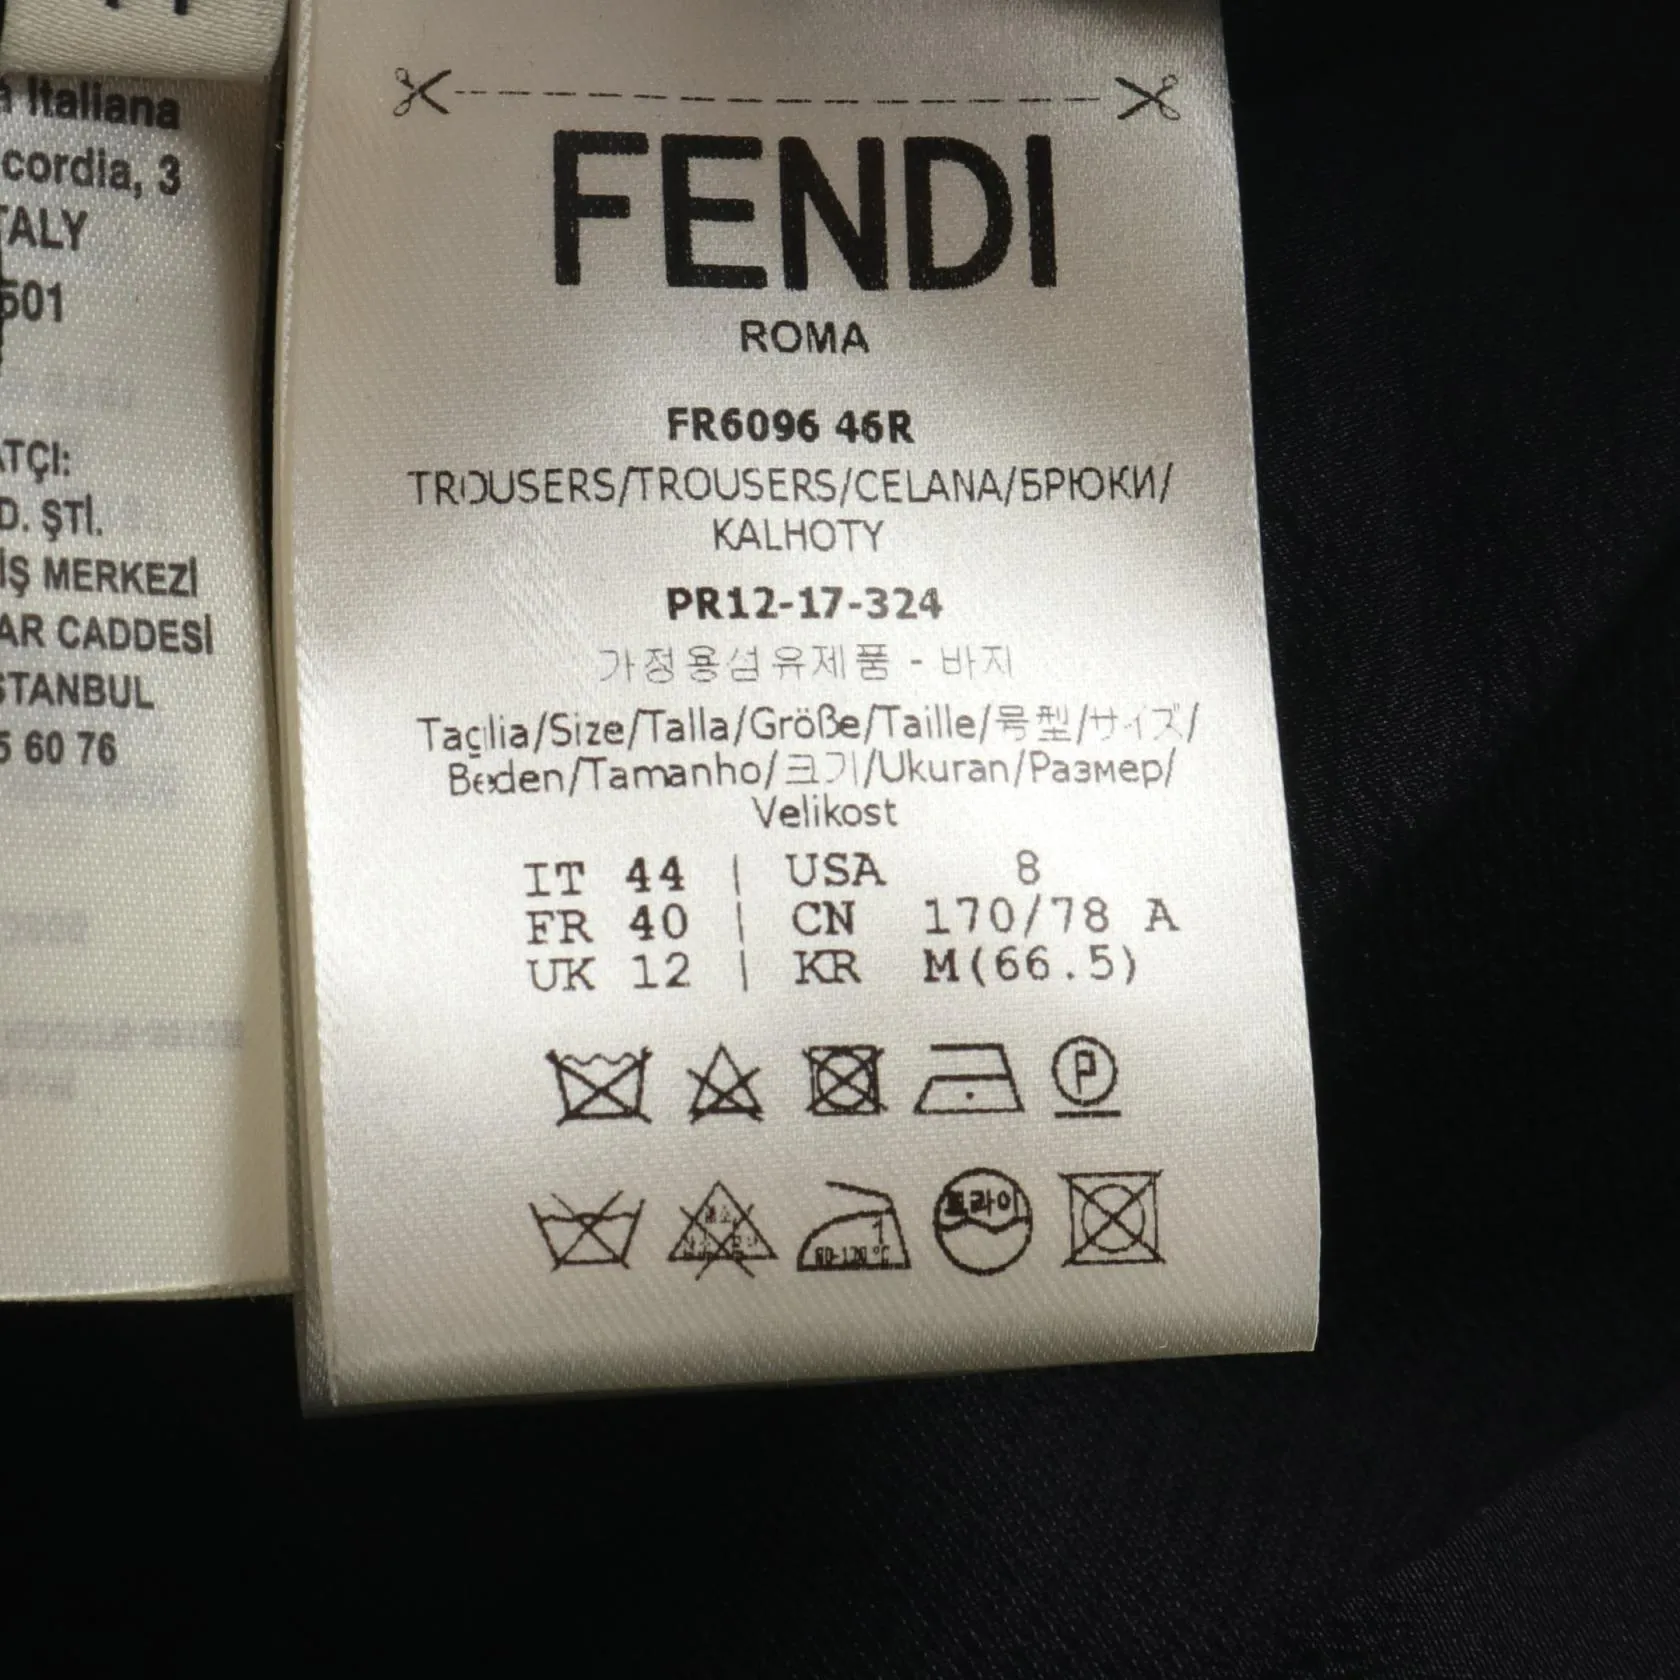 Italiana
cordia, 3
TALY
501
ATÇI:
D. ŞTİ.
İŞ MERKEZİ
AR CADDESİ
STANBUL
5 60 76
FENDI
ROMA
FR6096 46R
TROUSERS/TROUSERS/CELANA/БРЮКИ/
KALHOTY
PR12-17-324
가정용섬유제품 - 바지
Taglia/Size/Talla/Größe/Taille/号型/サイズ/
Beden/Tamanho/크기/Ukuran/Размер/
Velikost
IT 44 | USA 8
FR 40 | CN 170/78 A
UK 12 | KR M(66.5)
P
1
80-120°C
드라이